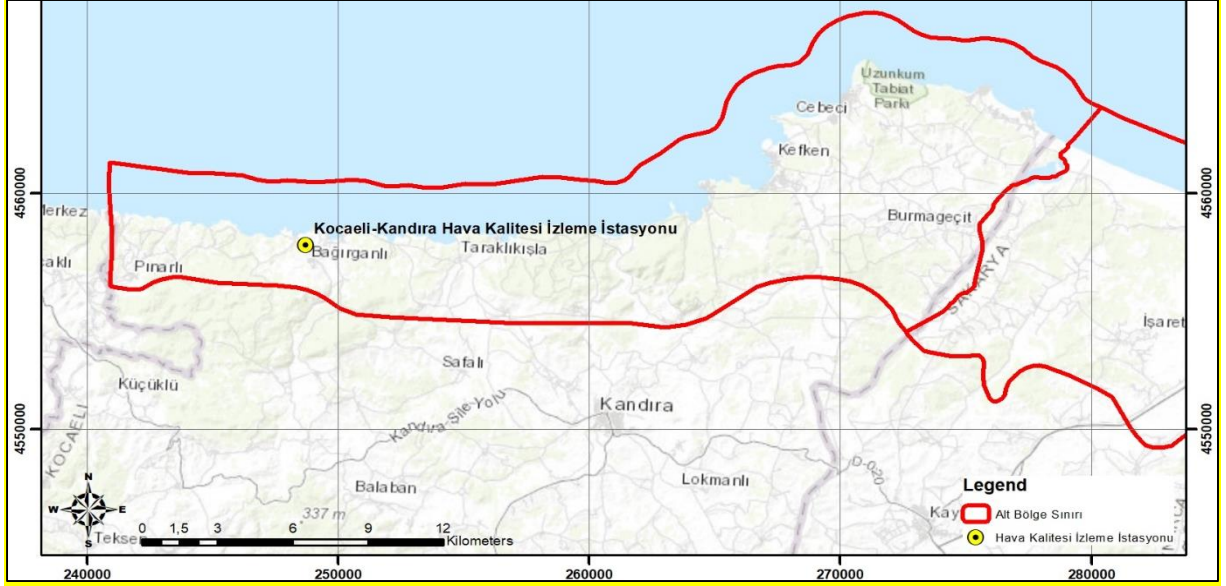 Uzunkum
Tabiat
Parkı
Cebeci
Kefken
4560000
4560000
Merkez
Kocaeli-Kandıra Hava Kalitesi İzleme İstasyonu
Burmageçit
Bağırganlı
Taraklıkışla
Pınarlı
SAKARYA
İşaret
Safalı
Küçüklü
Kandıra
Kandıra-Şile Yolu
4550000
4550000
KOCAELİ
D-020
Lokmanlı
Balaban
Legend
N
W
E
S
Kay
Alt Bölge Sınırı
0 1,5 3 6 9 12
337 m
Kilometers
Hava Kalitesi İzleme İstasyonu
Teksen
240000
250000
260000
270000
280000